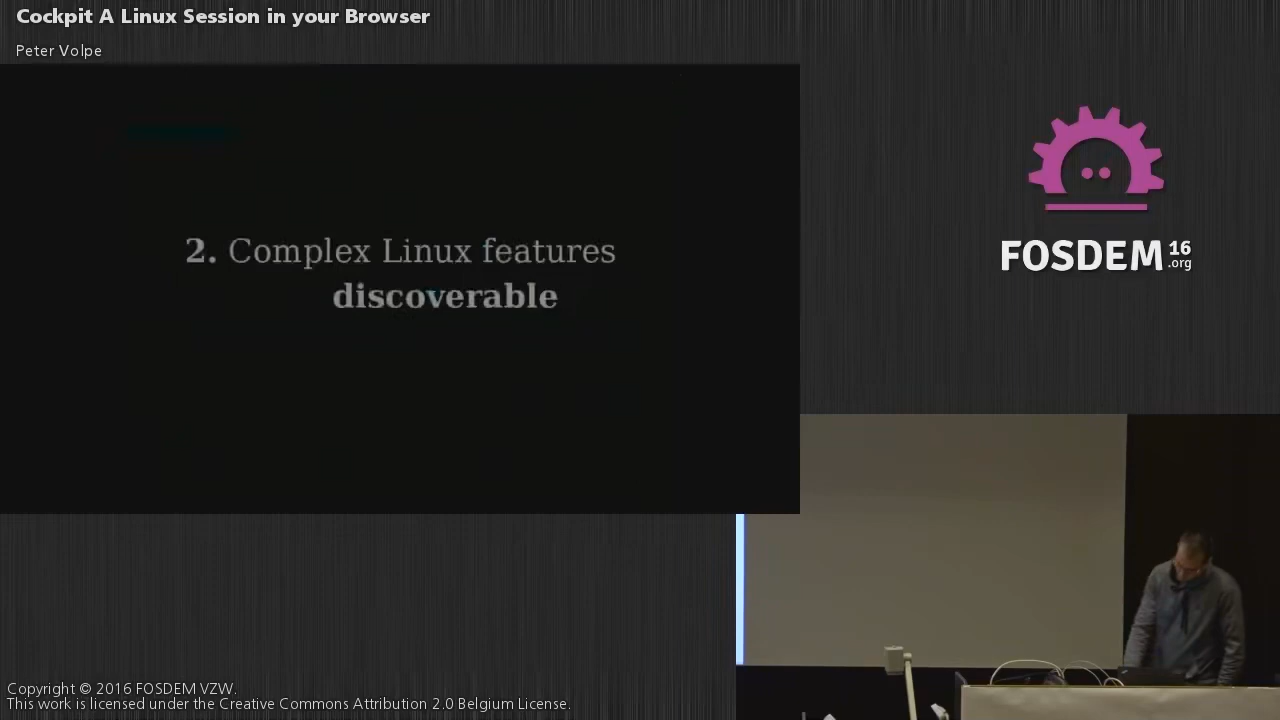 Cockpit A Linux Session in your Browser
Peter Volpe
2. Complex Linux features
discoverable
FOSDEM 16
.org
Copyright © 2016 FOSDEM VZW.
This work is licensed under the Creative Commons Attribution 2.0 Belgium License.